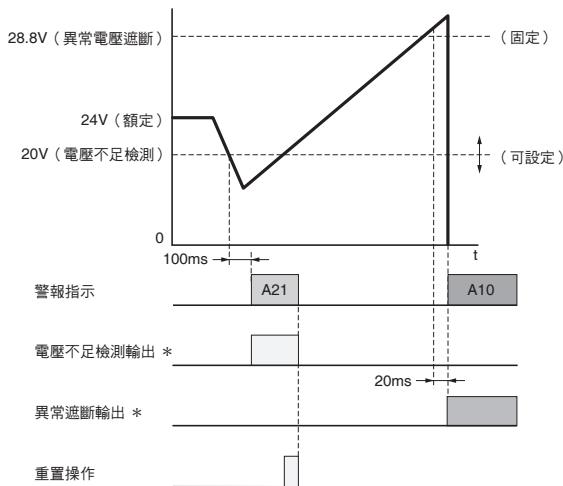 28.8V（異常電壓遮斷）
（固定）
24V（額定）
20V（電壓不足檢測）
（可設定）
0
t
100ms
警報指示
A21
A10
電壓不足檢測輸出 ＊
20ms
異常遮斷輸出 ＊
重置操作